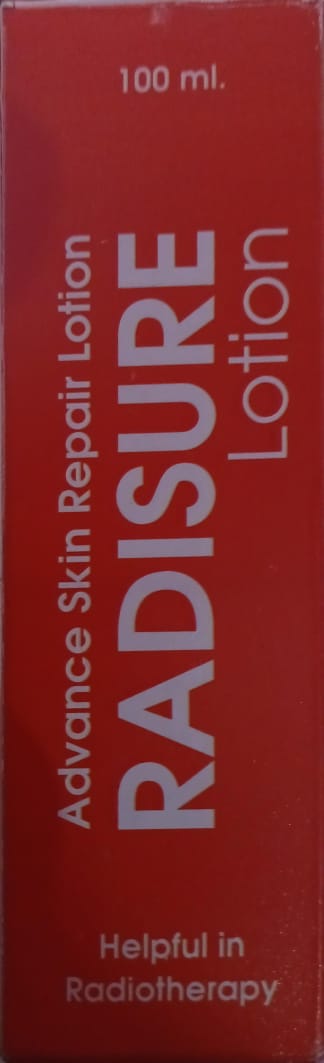 100 ml.
Advance Skin Repair Lotion
RADISURE
Lotion
Helpful in
Radiotherapy